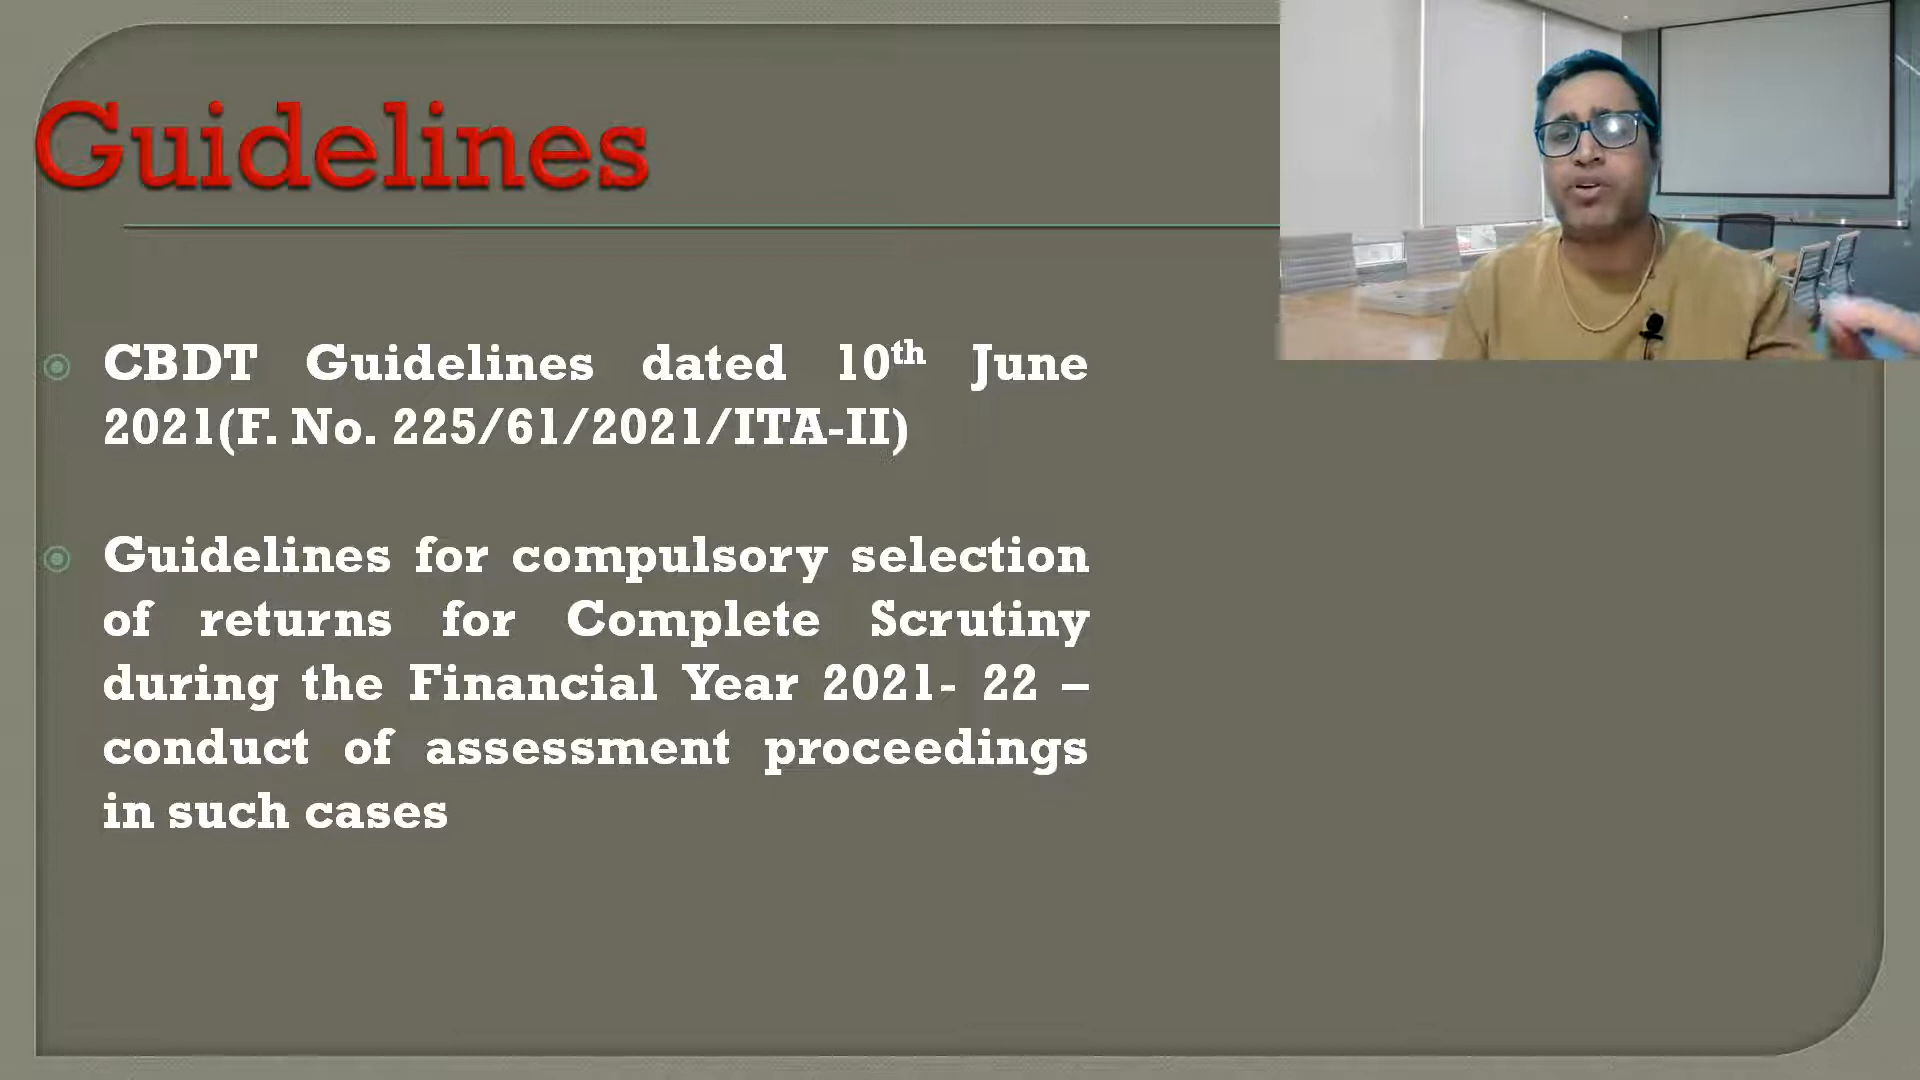 Guidelines
CBDT Guidelines dated 10th June
2021(F. No. 225/61/2021/ITA-II)
Guidelines for compulsory selection
of returns for Complete Scrutiny
during the Financial Year 2021- 22 –
conduct of assessment proceedings
in such cases